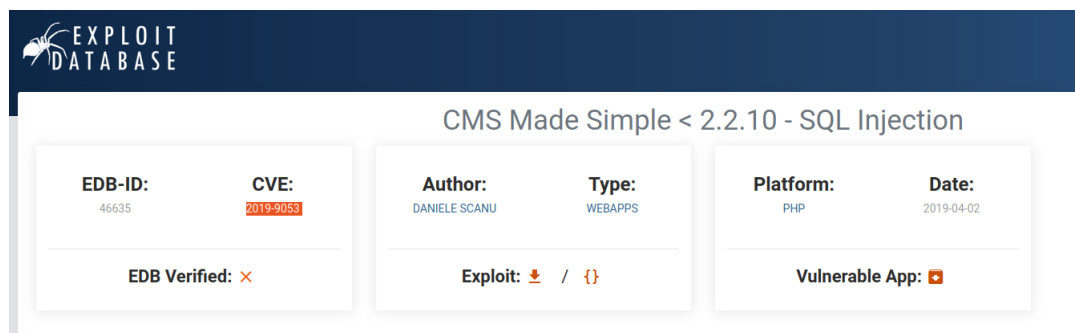 EXPLOIT
DATABASE
CMS Made Simple < 2.2.10 - SQL Injection
EDB-ID: CVE: Author: Type: Platform: Date:
46635 2019-9053 DANIELE SCANU WEBAPPS PHP 2019-04-02
EDB Verified: × Exploit: / {} Vulnerable App: